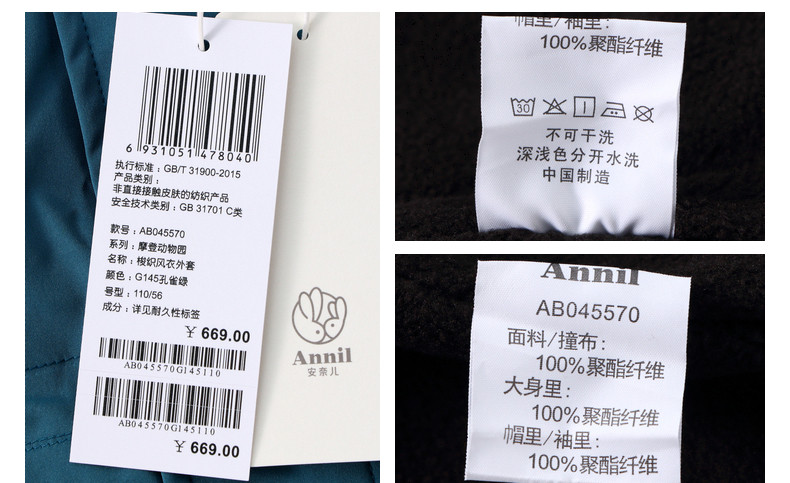 6 931051 478040
执行标准: GB/T 31900-2015
产品类别:
非直接接触皮肤的纺织产品
安全技术类别: GB 31701 C类
款号: AB045570
系列: 摩登动物园
名称: 梭织风衣外套
颜色: G145孔雀绿
号型: 110/56
成分: 详见耐久性标签
¥ 669.00
AB045570G145110
AB045570G145110
¥ 669.00
Annil
安奈儿
帽里/袖里:
100%聚酯纤维
30
不可干洗
深浅色分开水洗
中国制造
Annil
AB045570
面料/撞布:
100%聚酯纤维
大身里:
100%聚酯纤维
帽里/袖里:
100%聚酯纤维